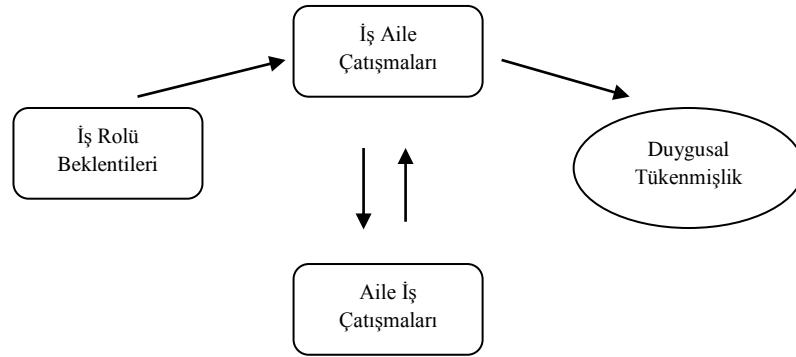 İş Aile
Çatışmaları
İş Rolü
Beklentileri
Duygusal
Tükenmişlik
Aile İş
Çatışmaları